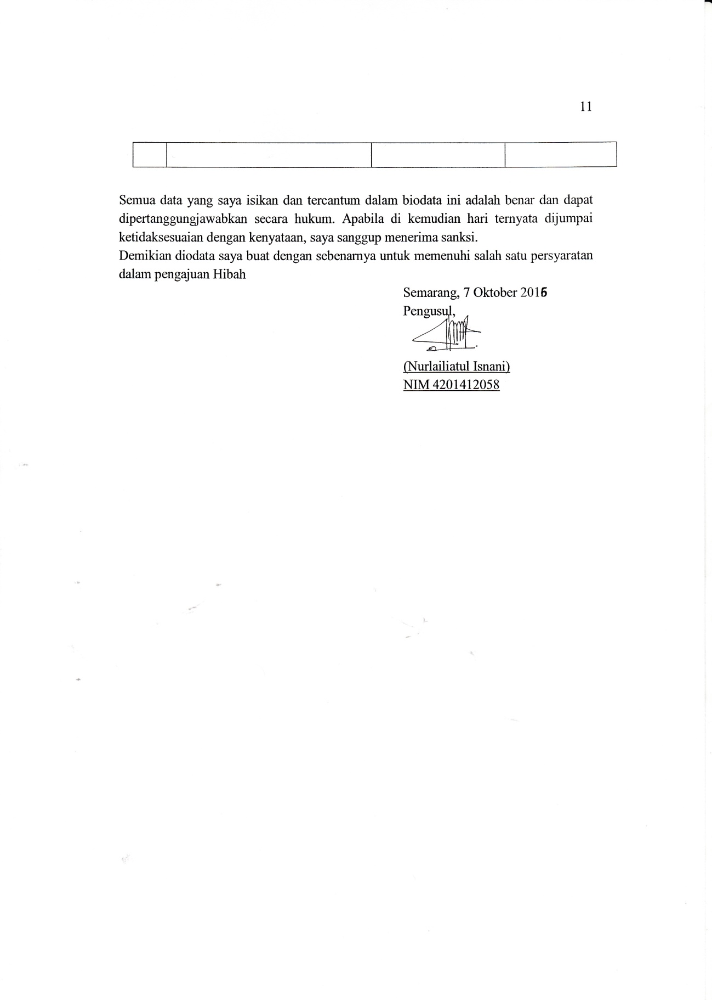 11
Semua data yang saya isikan dan tercantum dalam biodata ini adalah benar dan dapat
dipertanggungjawabkan secara hukum. Apabila di kemudian hari ternyata dijumpai
ketidaksesuaian dengan kenyataan, saya sanggup menerima sanksi.
Demikian diodata saya buat dengan sebenarnya untuk memenuhi salah satu persyaratan
dalam pengajuan Hibah
Semarang, 7 Oktober 2016
Pengusul,
(Nurlailiatul Isnani)
NIM 4201412058